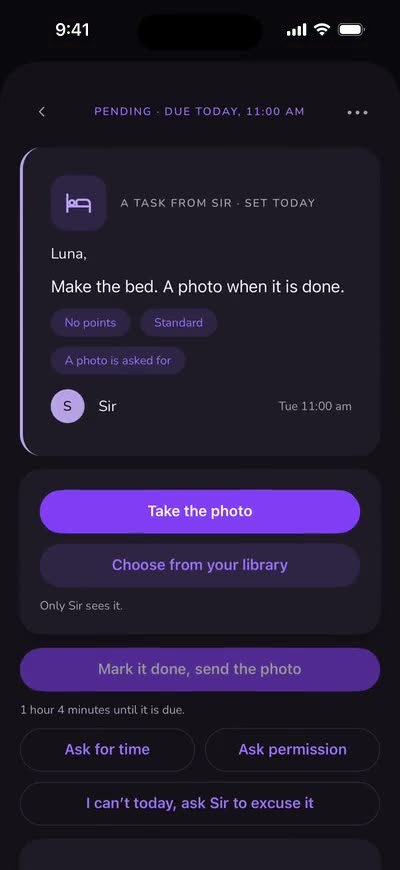 9:41
PENDING · DUE TODAY, 11:00 AM
A TASK FROM SIR · SET TODAY
Luna,
Make the bed. A photo when it is done.
No points
Standard
A photo is asked for
S
Sir
Tue 11:00 am
Take the photo
Choose from your library
Only Sir sees it.
Mark it done, send the photo
1 hour 4 minutes until it is due.
Ask for time
Ask permission
I can’t today, ask Sir to excuse it